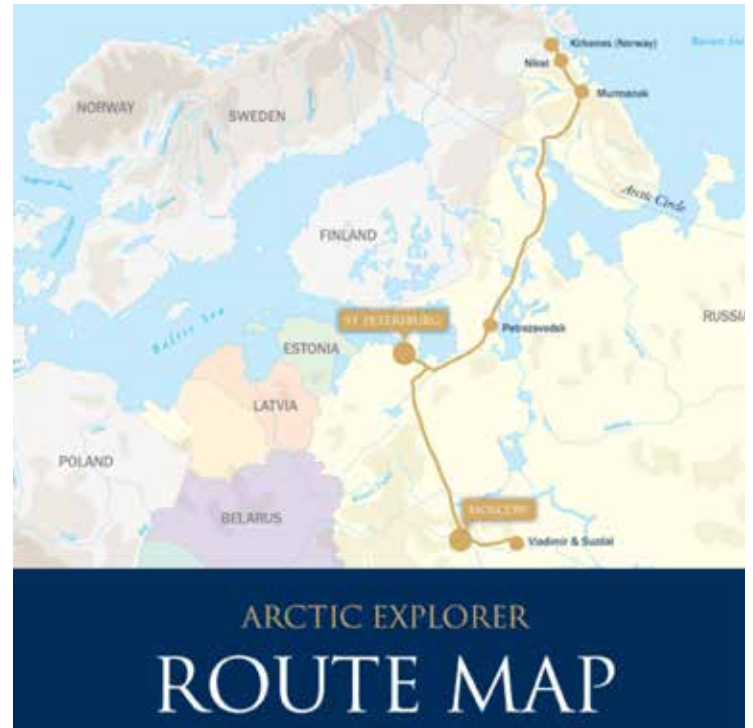 Kirkenes (Norway)
Nikel
Murmansk
NORWAY
SWEDEN
Arctic Circle
FINLAND
RUSSIA
ST PETERSBURG
Petrozavodsk
Baltic Sea
ESTONIA
LATVIA
POLAND
BELARUS
MOSCOW
Vladimir & Suzdal
ARCTIC EXPLORER
ROUTE MAP